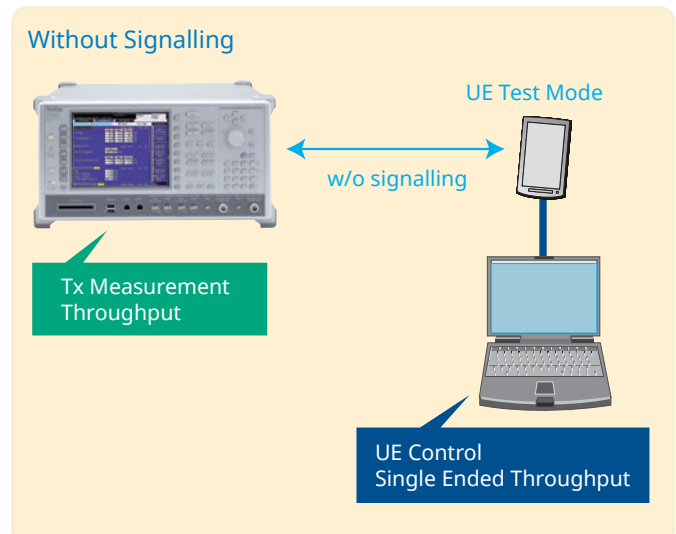 Without Signalling
UE Test Mode
w/o signalling
Tx Measurement
Throughput
UE Control
Single Ended Throughput